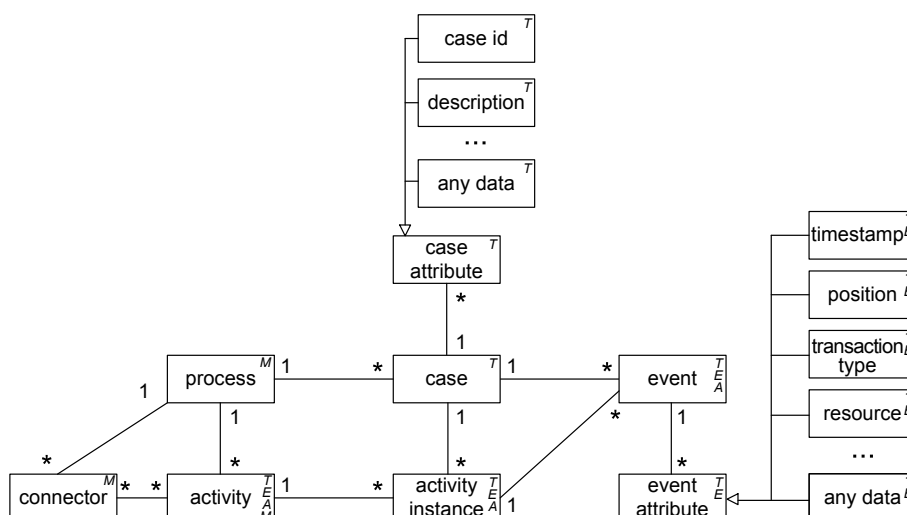 case id T
description T
...
any data T
case T
attribute
timestamp
position
transaction
type
resource
...
any data
*
1
process M
1
*
case T
1
*
event T
E
A
1
1
1
*
1
*
*
*
*
*
connector M
*
*
activity T
E
A
1
*
activity T
instance E
A
1
event T
attribute E